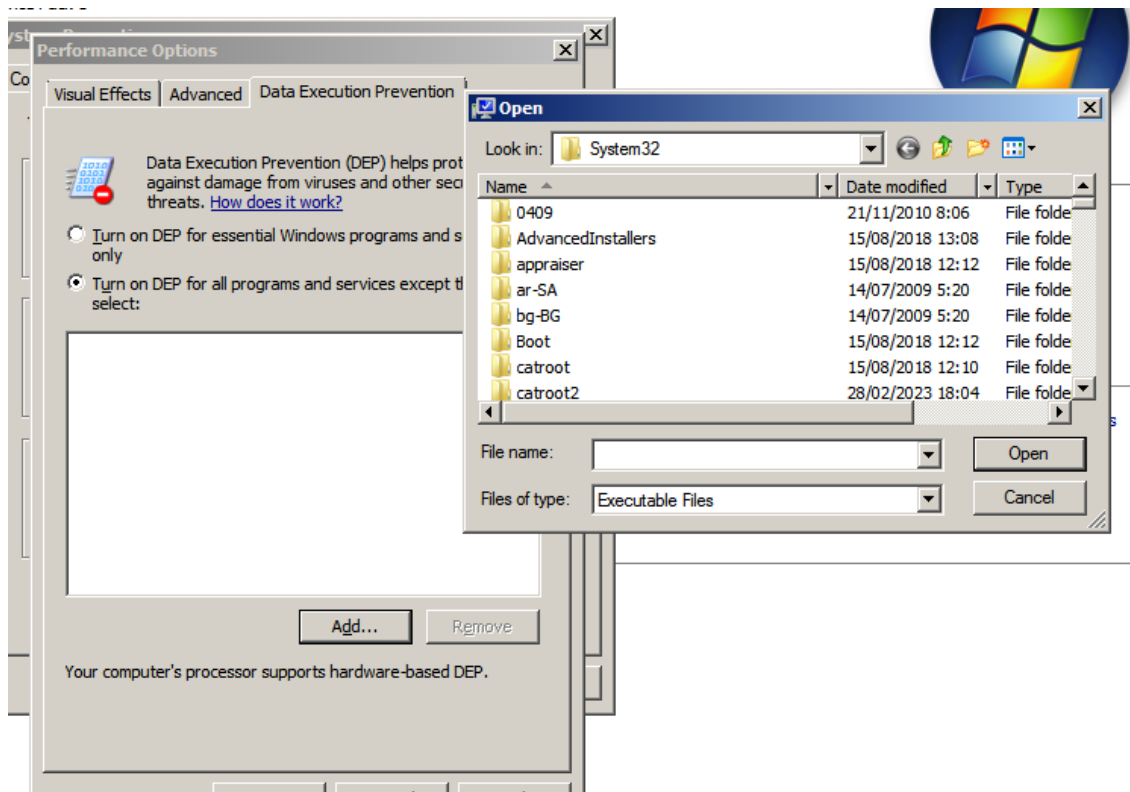 Performance Options
Visual Effects
Advanced
Data Execution Prevention
Data Execution Prevention (DEP) helps prot
against damage from viruses and other secu
threats. How does it work?
Turn on DEP for essential Windows programs and s
only
Turn on DEP for all programs and services except t
select:
Add...
Remove
Your computer's processor supports hardware-based DEP.
Open
Look in: System32
Name Date modified Type
0409 21/11/2010 8:06 File folde
AdvancedInstallers 15/08/2018 13:08 File folde
appraiser 15/08/2018 12:12 File folde
ar-SA 14/07/2009 5:20 File folde
bg-BG 14/07/2009 5:20 File folde
Boot 15/08/2018 12:12 File folde
catroot 15/08/2018 12:10 File folde
catroot2 28/02/2023 18:04 File folde
File name:
Open
Files of type: Executable Files
Cancel